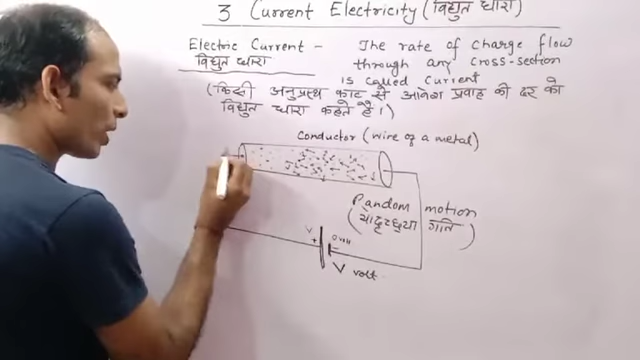 3 Current Electricity (विद्युत धारा)
Electric Current - The rate of charge flow
विद्युत धारा through any cross-section
is called current
(किसी अनुप्रस्थ काट से आवेश प्रवाह की दर को
विद्युत धारा कहते है।)
Conductor (wire of a metal)
Random motion
(यादृच्छया गति)
V
+ -
V volt